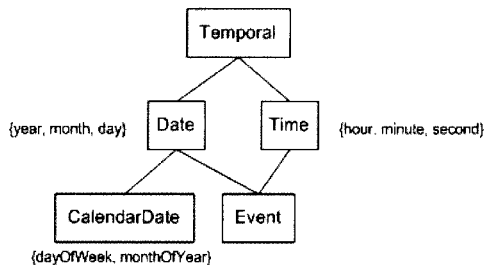 Temporal
{year, month, day} Date Time {hour. minute, second}
CalendarDate Event
{dayOfWeek, monthOfYear}